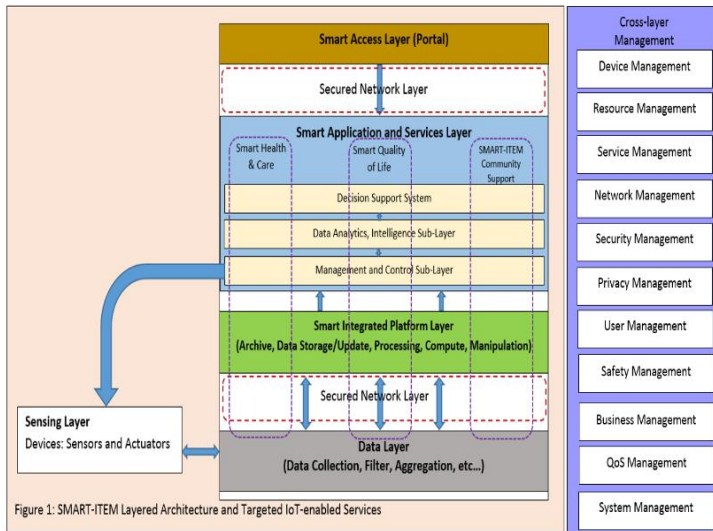 Smart Access Layer (Portal)
Secured Network Layer
Smart Application and Services Layer
Smart Health
& Care
Smart Quality
of Life
SMART-ITEM
Community
Support
Decision Support System
Data Analytics, Intelligence Sub-Layer
Management and Control Sub-Layer
Smart Integrated Platform Layer
(Archive, Data Storage/Update, Processing, Compute, Manipulation)
Secured Network Layer
Sensing Layer
Devices: Sensors and Actuators
Data Layer
(Data Collection, Filter, Aggregation, etc...)
Figure 1: SMART-ITEM Layered Architecture and Targeted IoT-enabled Services
Cross-layer
Management
Device Management
Resource Management
Service Management
Network Management
Security Management
Privacy Management
User Management
Safety Management
Business Management
QoS Management
System Management